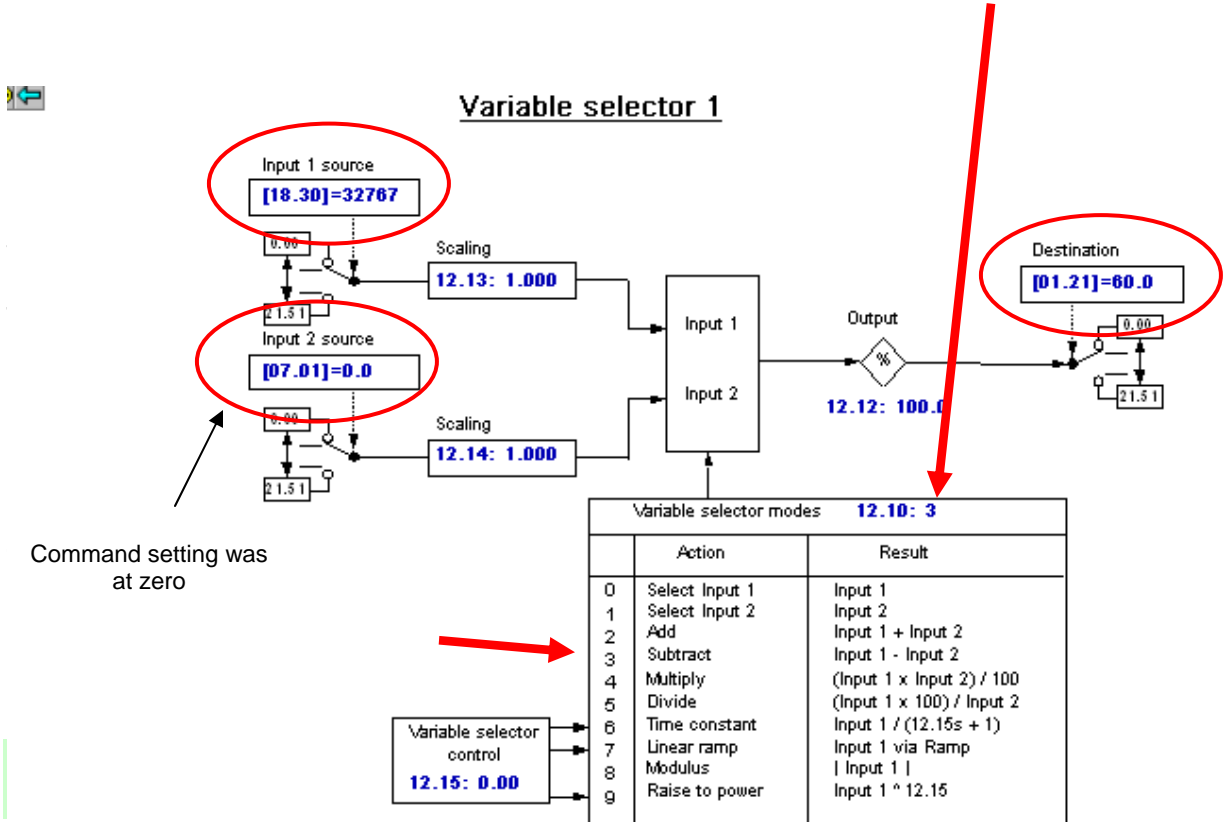 Variable selector 1
Input 1 source
[18.30]=32767
0.00
21.51
Scaling
12.13: 1.000
Input 2 source
[07.01]=0.0
0.00
21.51
Scaling
12.14: 1.000
Input 1
Input 2
Output
%
12.12: 100.0
Destination
[01.21]=60.0
0.00
21.51
Command setting was
at zero
Variable selector modes 12.10: 3
Action Result
0 Select Input 1 Input 1
1 Select Input 2 Input 2
2 Add Input 1 + Input 2
3 Subtract Input 1 - Input 2
4 Multiply (Input 1 x Input 2) / 100
5 Divide (Input 1 x 100) / Input 2
6 Time constant Input 1 / (12.15s + 1)
7 Linear ramp Input 1 via Ramp
8 Modulus | Input 1 |
9 Raise to power Input 1 ^ 12.15
Variable selector
control
12.15: 0.00